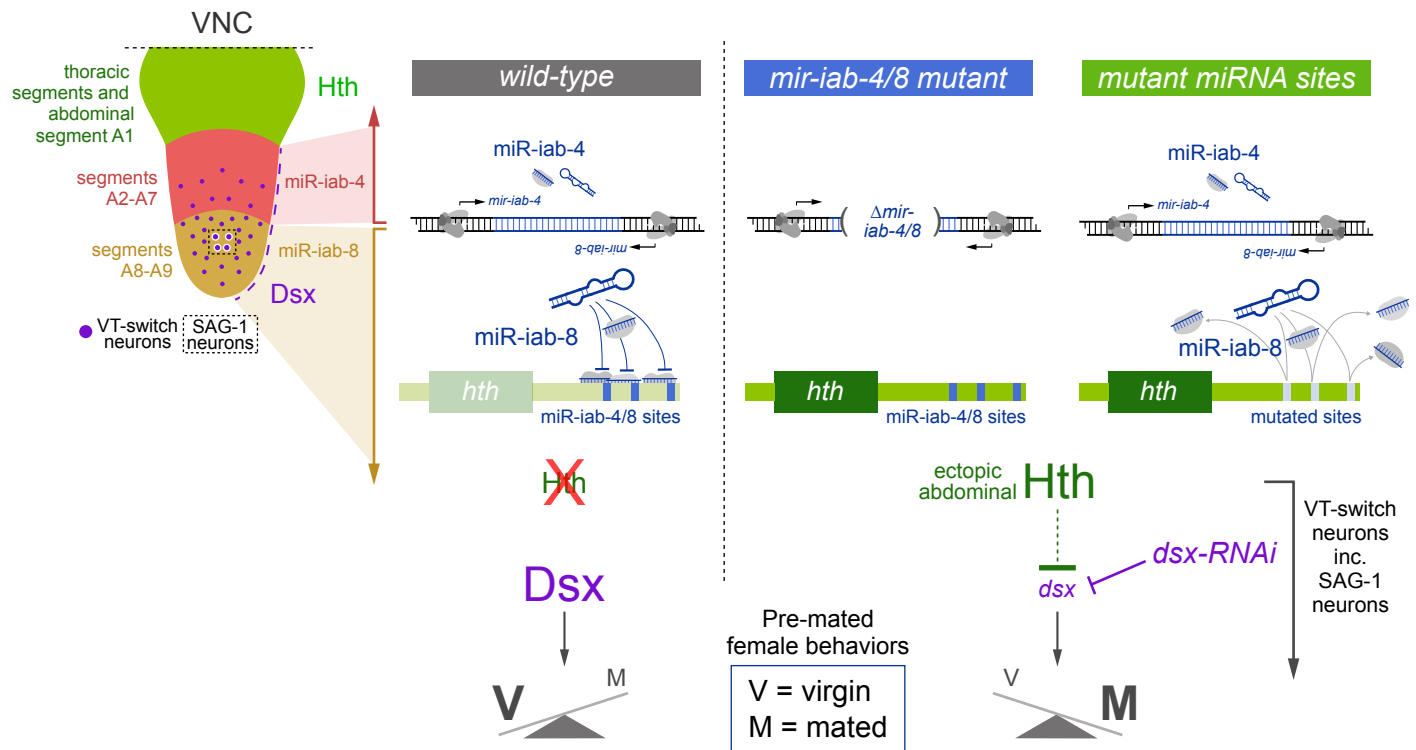 VNC
thoracic
segments and
abdominal
segment A1
Hth
segments
A2-A7
miR-iab-4
segments
A8-A9
miR-iab-8
Dsx
VT-switch
neurons
SAG-1
neurons
wild-type
miR-iab-4
mir-iab-4
mir-iab-8
miR-iab-8
hth
miR-iab-4/8 sites
Hth
Dsx
V
M
mir-iab-4/8 mutant
(Δmir-
iab-4/8)
hth
miR-iab-4/8 sites
mutant miRNA sites
miR-iab-4
mir-iab-4
mir-iab-8
miR-iab-8
hth
mutated sites
ectopic
abdominal
Hth
dsx-RNAi
dsx
VT-switch
neurons
inc.
SAG-1
neurons
Pre-mated
female behaviors
V = virgin
M = mated
V
M